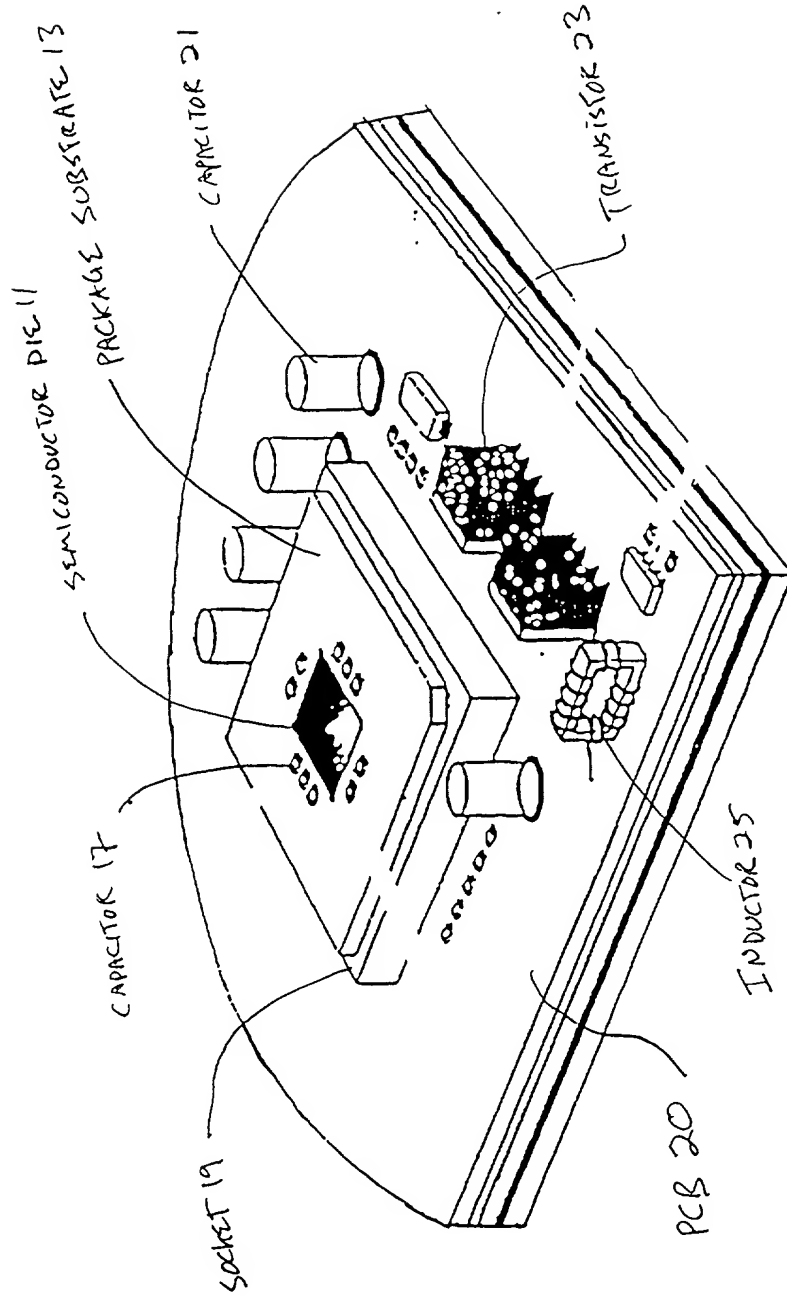 SEMICONDUCTOR DIE 11
PACKAGE SUBSTRATE 13
CAPACITOR 17
CAPACITOR 21
SOCKET 19
TRANSISTOR 23
PCB 20
INDUCTOR 25